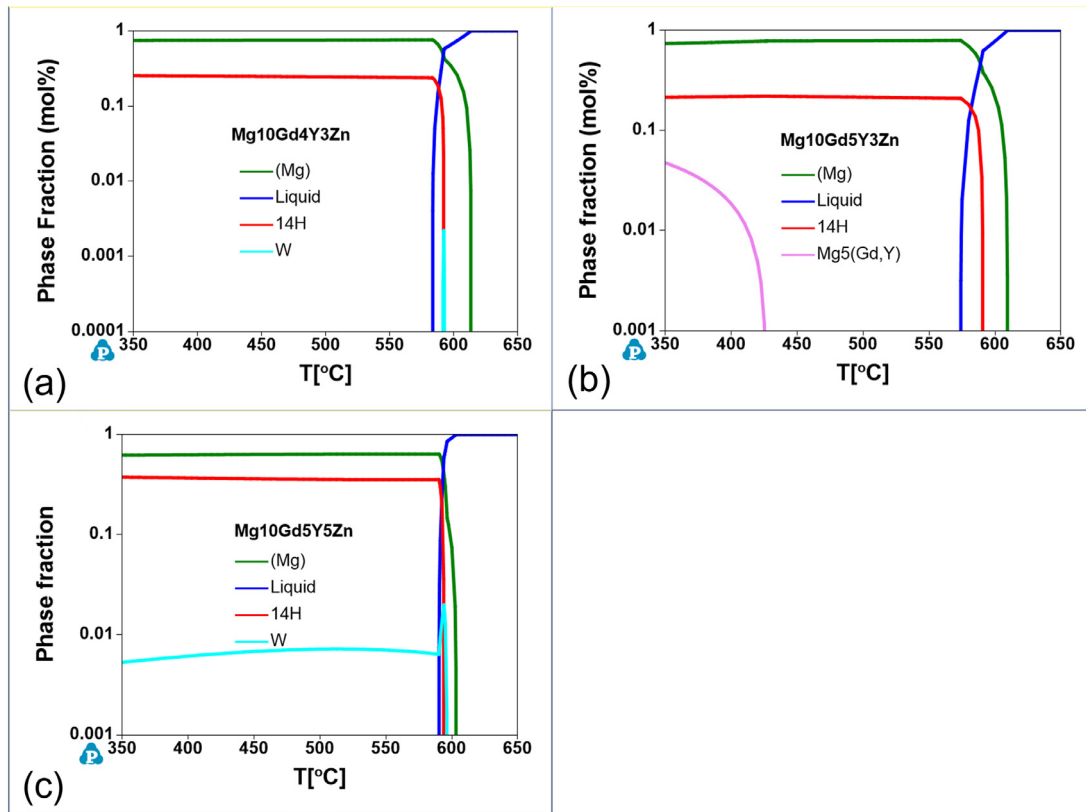 Phase Fraction (mol%)
1
0.1
0.01
0.001
0.0001
Mg10Gd4Y3Zn
(Mg)
Liquid
14H
W
350 400 450 500 550 600 650
T[°C]
P
(a)
Phase fraction (mol%)
1
0.1
0.01
0.001
Mg10Gd5Y3Zn
(Mg)
Liquid
14H
Mg5(Gd,Y)
350 400 450 500 550 600 650
T[°C]
P
(b)
Phase fraction
1
0.1
0.01
0.001
Mg10Gd5Y5Zn
(Mg)
Liquid
14H
W
350 400 450 500 550 600 650
T[°C]
P
(c)